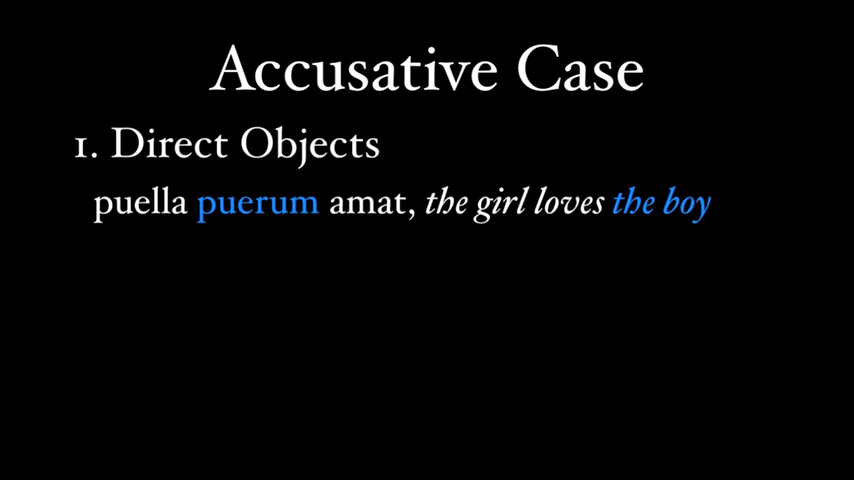 Accusative Case
1. Direct Objects
puella puerum amat, the girl loves the boy